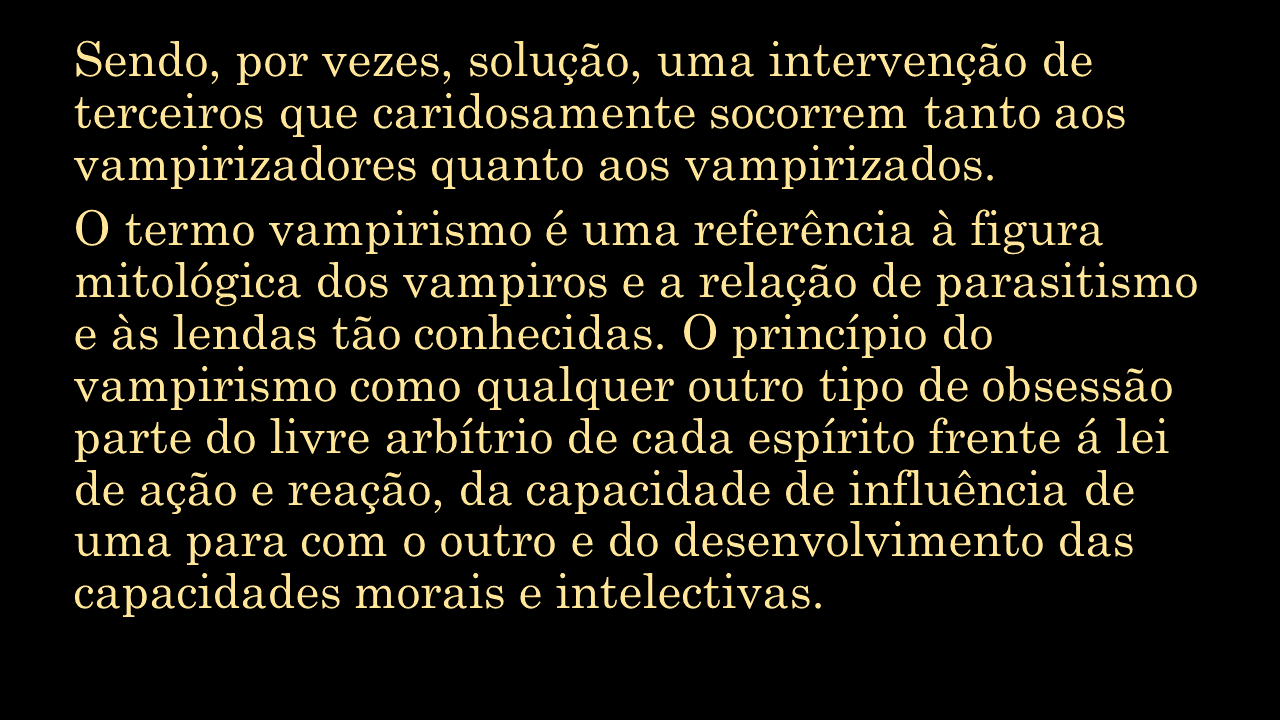 Sendo, por vezes, solução, uma intervenção de
terceiros que caridosamente socorrem tanto aos
vampirizadores quanto aos vampirizados.
O termo vampirismo é uma referência à figura
mitológica dos vampiros e a relação de parasitismo
e às lendas tão conhecidas. O princípio do
vampirismo como qualquer outro tipo de obsessão
parte do livre arbítrio de cada espírito frente á lei
de ação e reação, da capacidade de influência de
uma para com o outro e do desenvolvimento das
capacidades morais e intelectivas.